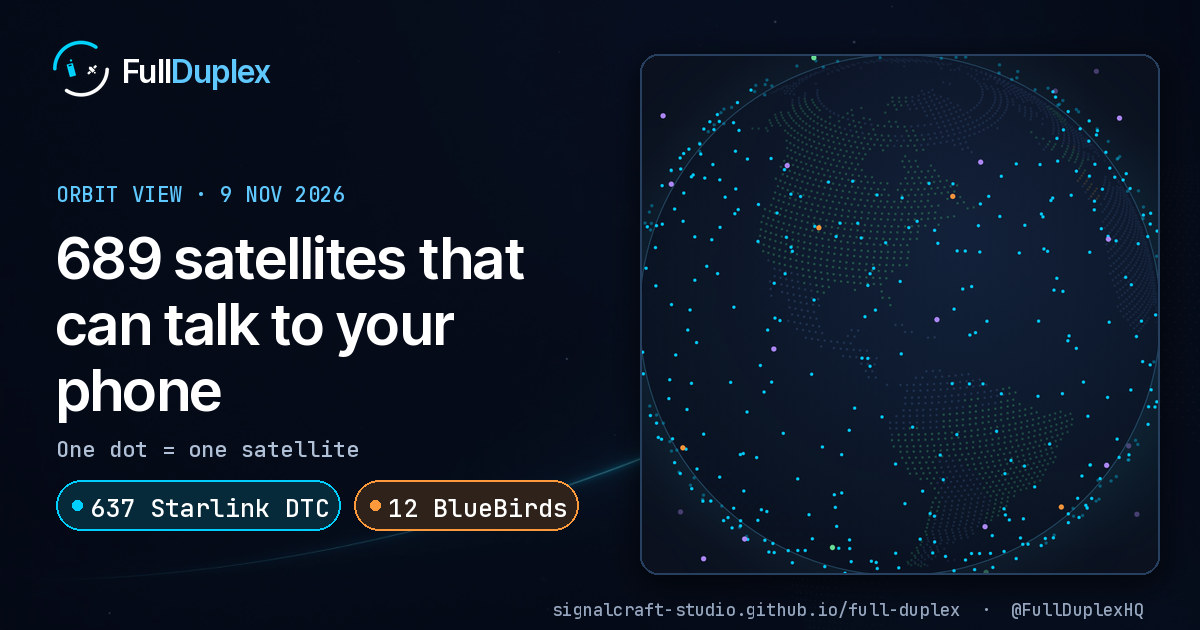 FullDuplex
ORBIT VIEW · 9 NOV 2026
689 satellites that
can talk to your
phone
One dot = one satellite
637 Starlink DTC
12 BlueBirds
signalcraft-studio.github.io/full-duplex · @FullDuplexHQ